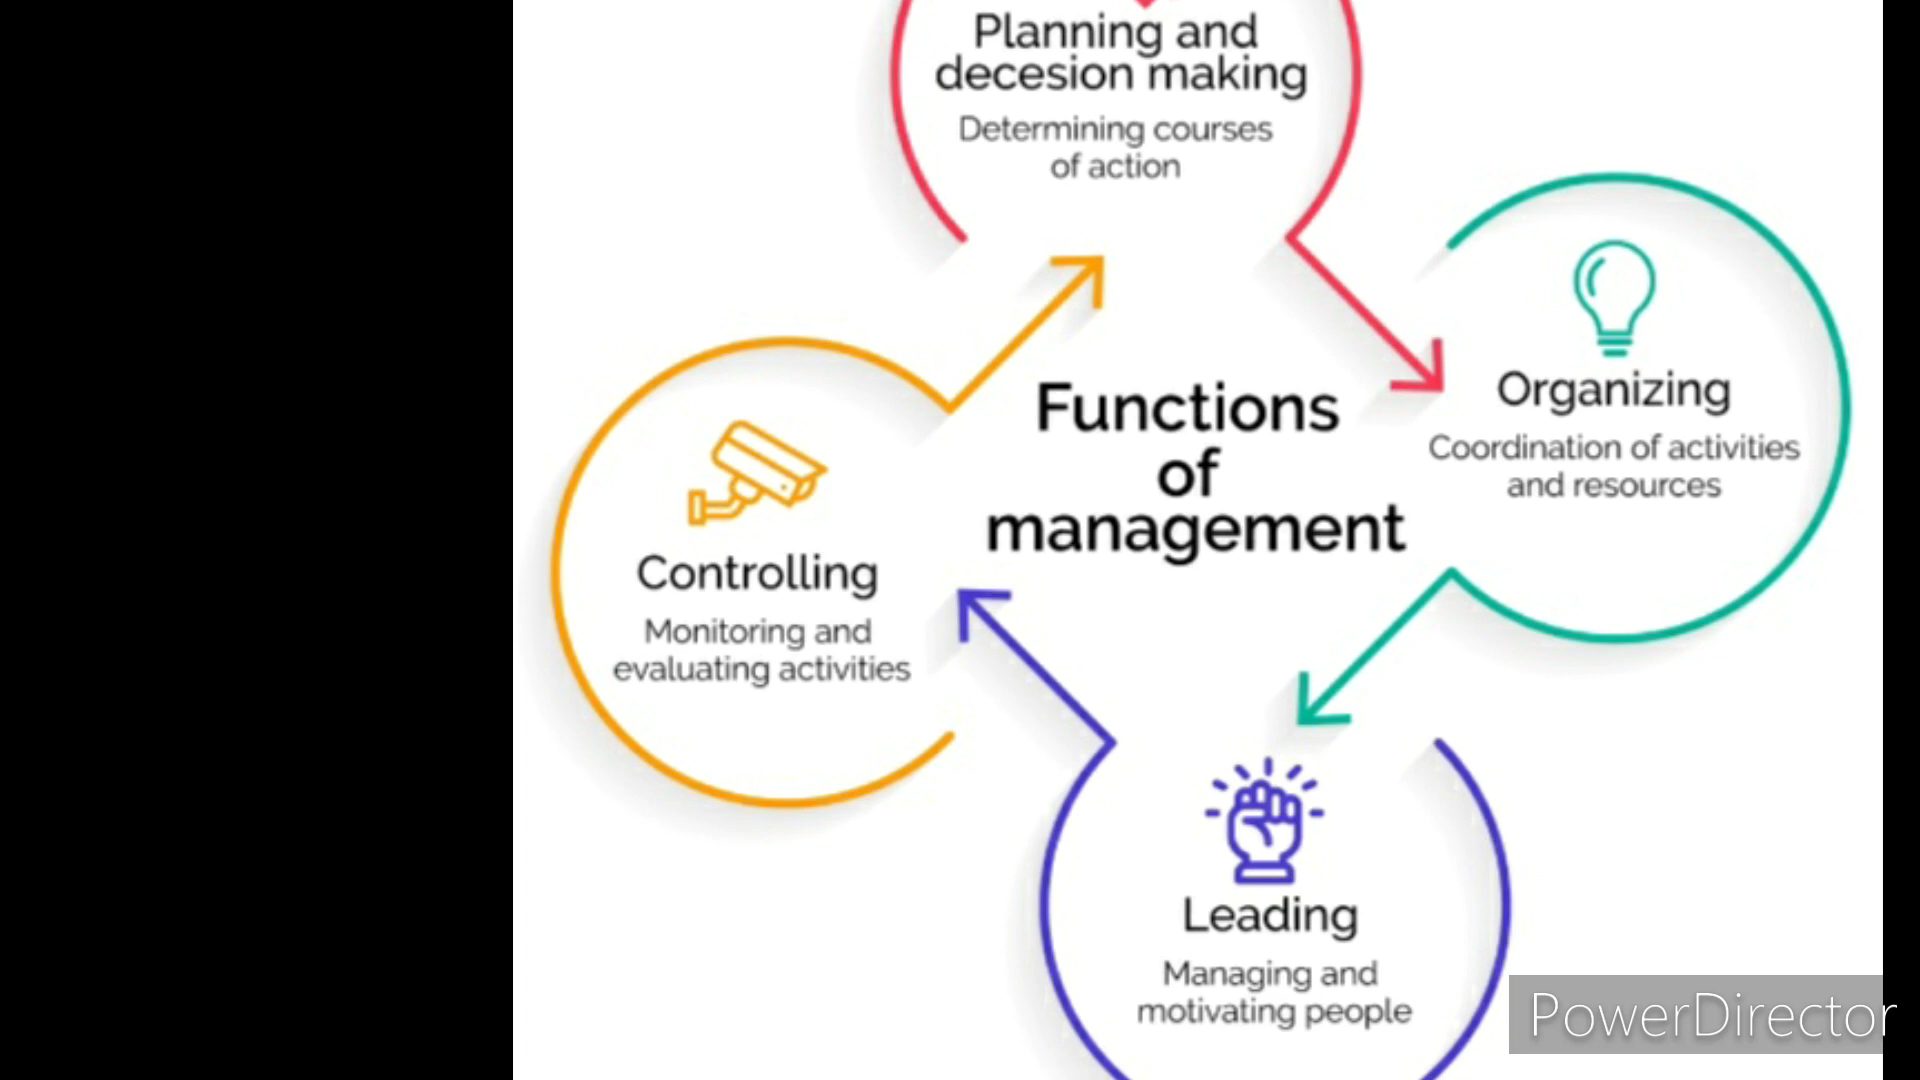 Planning and
decesion making
Determining courses
of action
Organizing
Coordination of activities
and resources
Functions
of
management
Controlling
Monitoring and
evaluating activities
Leading
Managing and
motivating people
PowerDirector